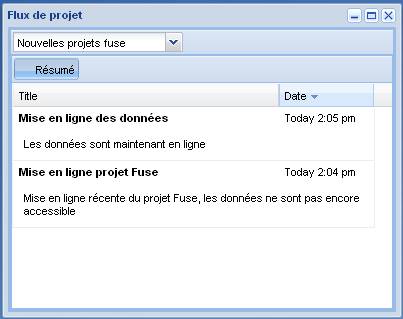 Flux de projet
Nouvelles projets fuse
Résumé
Title Date
Mise en ligne des données Today 2:05 pm
Les données sont maintenant en ligne
Mise en ligne projet Fuse Today 2:04 pm
Mise en ligne récente du projet Fuse, les données ne sont pas encore
accessible